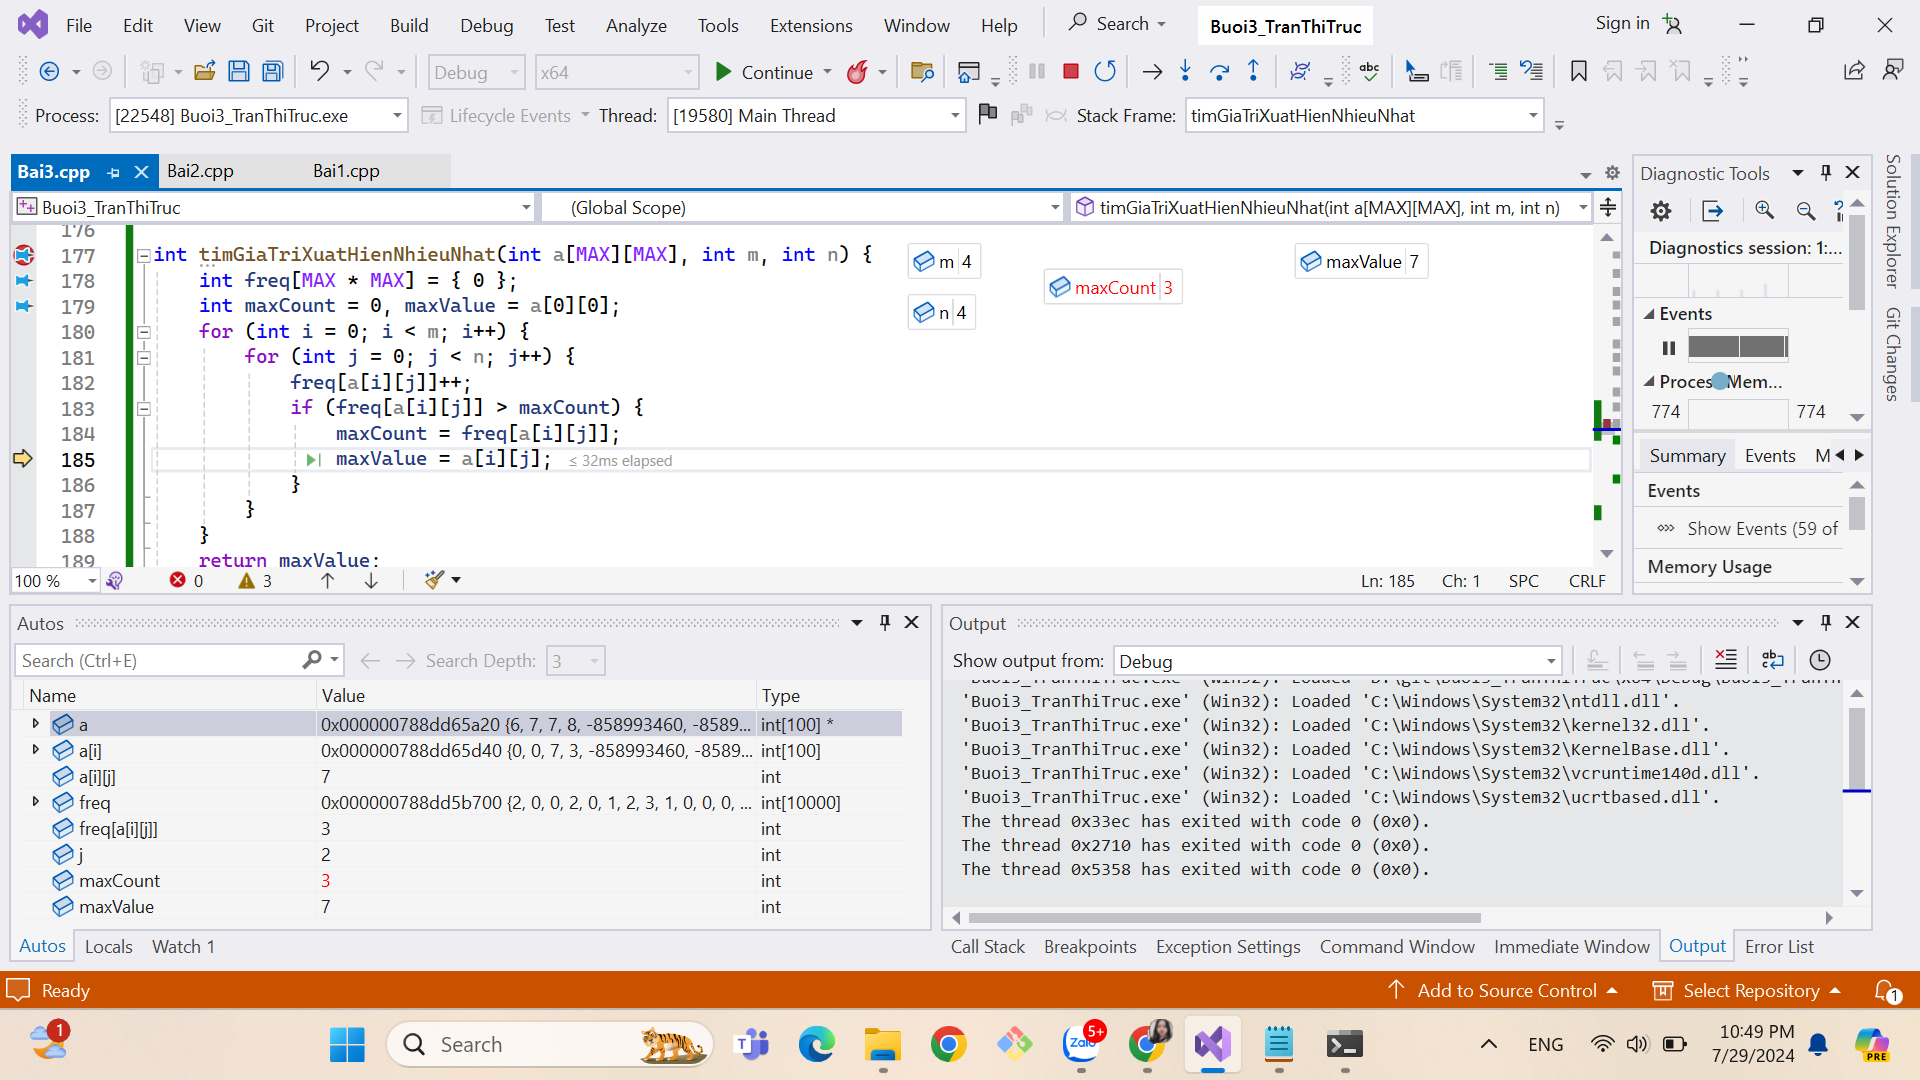 File Edit View Git Project Build Debug Test Analyze Tools Extensions Window Help Search Buoi3_TranThiTruc Sign in
Debug x64 Continue
Process: [22548] Buoi3_TranThiTruc.exe Lifecycle Events Thread: [19580] Main Thread Stack Frame: timGiaTriXuatHienNhieuNhat
Bai3.cpp Bai2.cpp Bai1.cpp
Buoi3_TranThiTruc (Global Scope) timGiaTriXuatHienNhieuNhat(int a[MAX][MAX], int m, int n)
176
177 int timGiaTriXuatHienNhieuNhat(int a[MAX][MAX], int m, int n) {
178 int freq[MAX * MAX] = { 0 };
179 int maxCount = 0, maxValue = a[0][0];
180 for (int i = 0; i < m; i++) {
181 for (int j = 0; j < n; j++) {
182 freq[a[i][j]]++;
183 if (freq[a[i][j]] > maxCount) {
184 maxCount = freq[a[i][j]];
185 maxValue = a[i][j]; ≤ 32ms elapsed
186 }
187 }
188 }
189 return maxValue;
m 4
n 4
maxCount 3
maxValue 7
100 % 0 3 Ln: 185 Ch: 1 SPC CRLF
Diagnostic Tools
Diagnostics session: 1:...
Events
Process Mem...
774 774
Summary Events M
Events
Show Events (59 of
Memory Usage
Solution Explorer
Git Changes
Autos
Search (Ctrl+E) Search Depth: 3
Name Value Type
a 0x000000788dd65a20 {6, 7, 7, 8, -858993460, -8589... int[100] *
a[i] 0x000000788dd65d40 {0, 0, 7, 3, -858993460, -8589... int[100]
a[i][j] 7 int
freq 0x000000788dd5b700 {2, 0, 0, 2, 0, 1, 2, 3, 1, 0, 0, 0, ... int[10000]
freq[a[i][j]] 3 int
j 2 int
maxCount 3 int
maxValue 7 int
Autos Locals Watch 1
Output
Show output from: Debug
'Buoi3_TranThiTruc.exe' (Win32): Loaded 'C:\Windows\System32\ntdll.dll'.
'Buoi3_TranThiTruc.exe' (Win32): Loaded 'C:\Windows\System32\kernel32.dll'.
'Buoi3_TranThiTruc.exe' (Win32): Loaded 'C:\Windows\System32\KernelBase.dll'.
'Buoi3_TranThiTruc.exe' (Win32): Loaded 'C:\Windows\System32\vcruntime140d.dll'.
'Buoi3_TranThiTruc.exe' (Win32): Loaded 'C:\Windows\System32\ucrtbased.dll'.
The thread 0x33ec has exited with code 0 (0x0).
The thread 0x2710 has exited with code 0 (0x0).
The thread 0x5358 has exited with code 0 (0x0).
Call Stack Breakpoints Exception Settings Command Window Immediate Window Output Error List
Ready Add to Source Control Select Repository 1
1 Search Zalo 5+ ENG 10:49 PM
7/29/2024
PRE